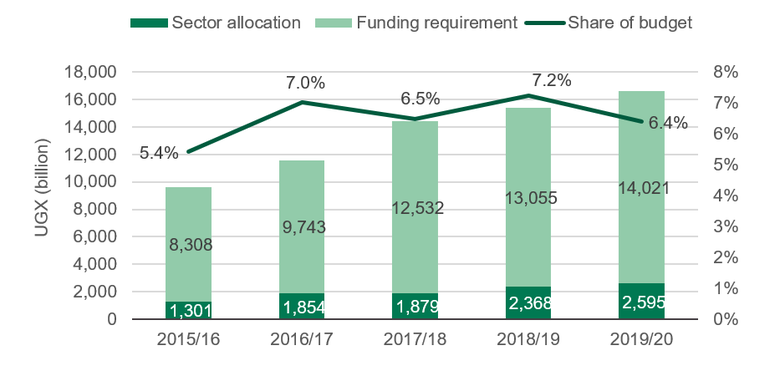 Sector allocation Funding requirement Share of budget
18,000 8%
16,000 7%
14,000 6%
12,000 5%
10,000 4%
8,000 3%
6,000 2%
4,000 1%
2,000 0%
0
UGX (billion)
5.4% 7.0% 6.5% 7.2% 6.4%
8,308 9,743 12,532 13,055 14,021
1,301 1,854 1,879 2,368 2,595
2015/16 2016/17 2017/18 2018/19 2019/20